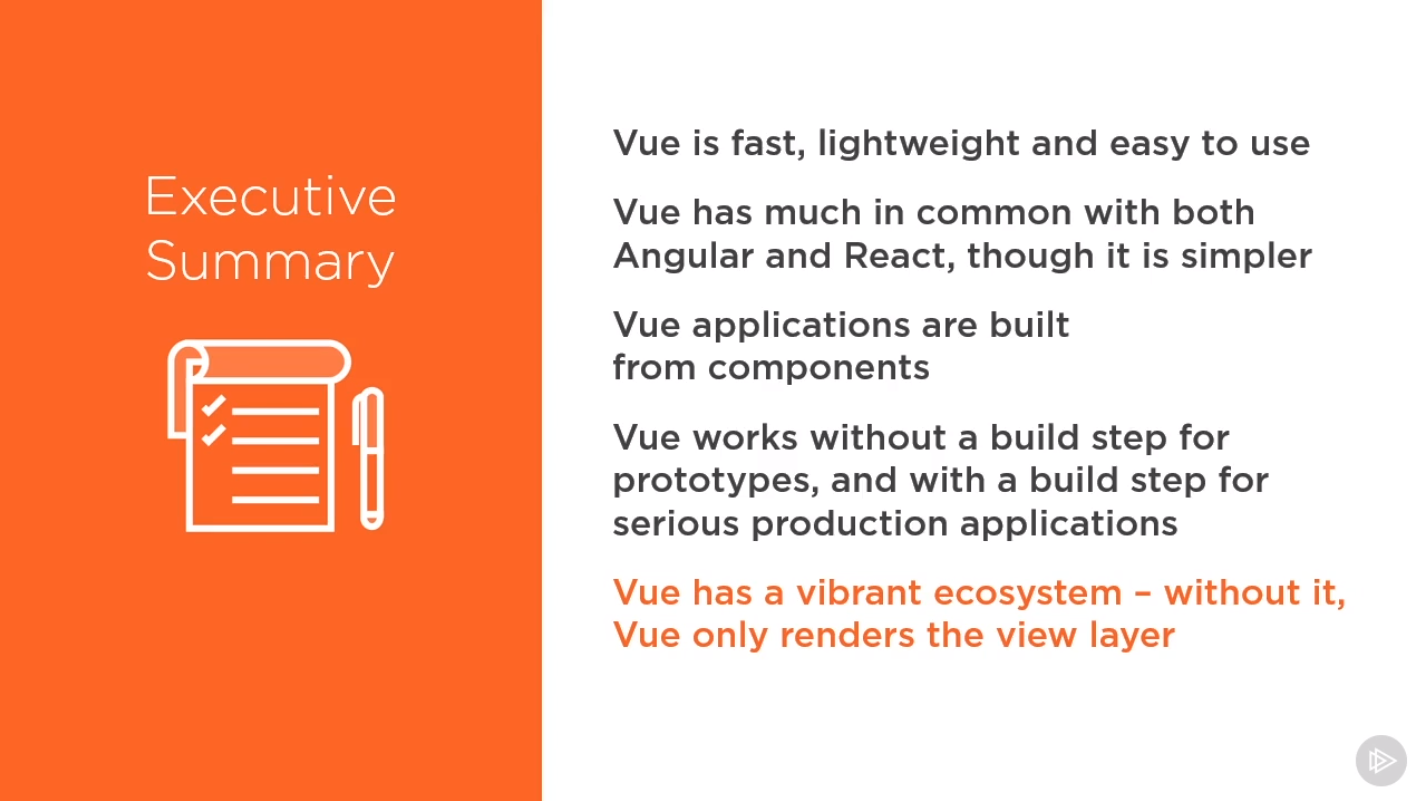 Executive
Summary
Vue is fast, lightweight and easy to use
Vue has much in common with both
Angular and React, though it is simpler
Vue applications are built
from components
Vue works without a build step for
prototypes, and with a build step for
serious production applications
Vue has a vibrant ecosystem – without it,
Vue only renders the view layer